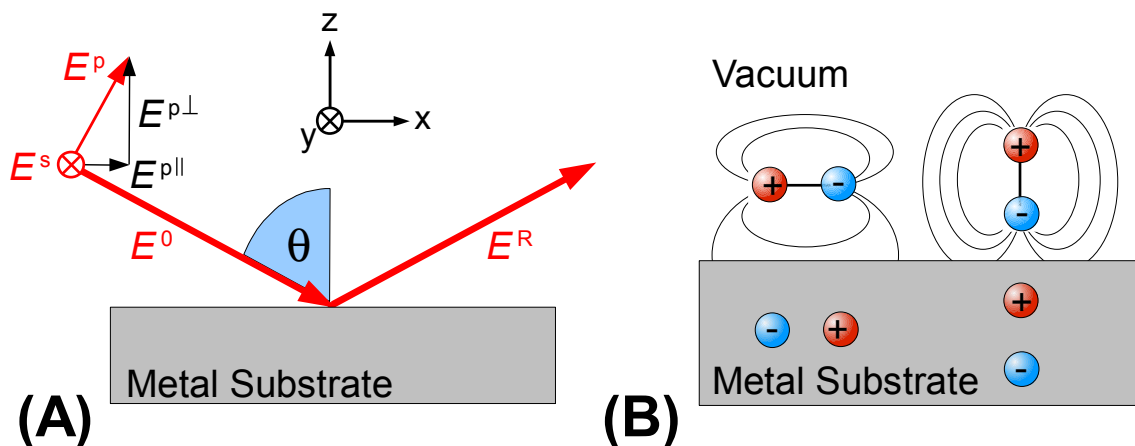 z
E p
E p⊥
y
x
E s
E p||
E 0
θ
E R
Metal Substrate
(A)
Vacuum
+
-
+
-
-
+
+
-
Metal Substrate
(B)